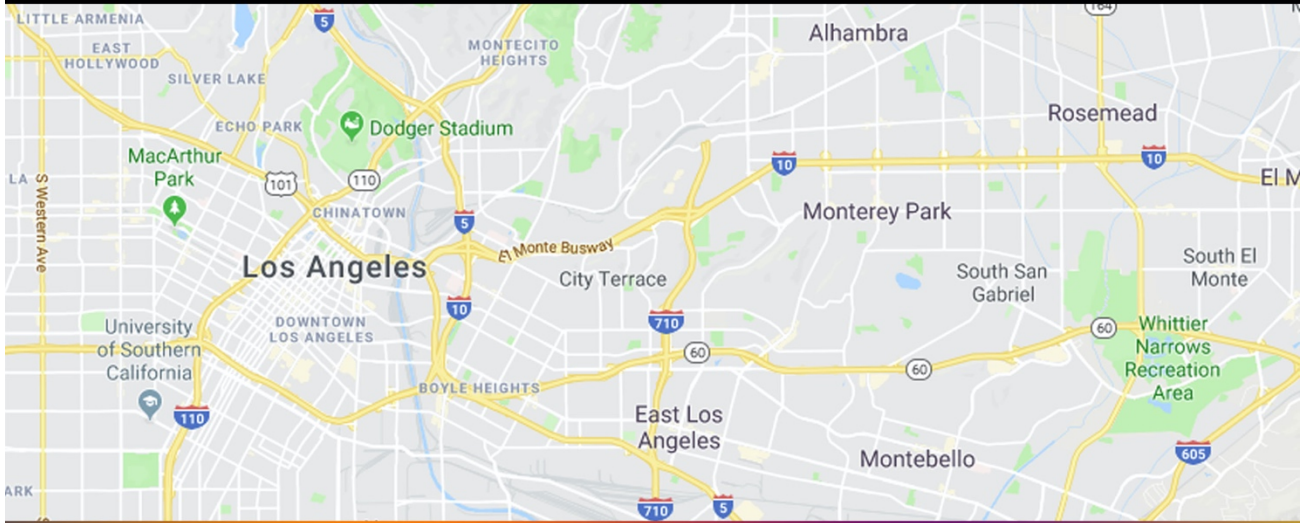 LITTLE ARMENIA
5
164
Alhambra
EAST
HOLLYWOOD
MONTECITO
HEIGHTS
SILVER LAKE
Rosemead
ECHO PARK
Dodger Stadium
MacArthur
Park
10
10
LA
101
110
El M
S Western Ave
CHINATOWN
5
Monterey Park
El Monte Busway
Los Angeles
City Terrace
South San
Gabriel
South El
Monte
10
710
University
of Southern
California
DOWNTOWN
LOS ANGELES
60
Whittier
Narrows
Recreation
Area
60
60
BOYLE HEIGHTS
110
East Los
Angeles
Montebello
605
ARK
710
5